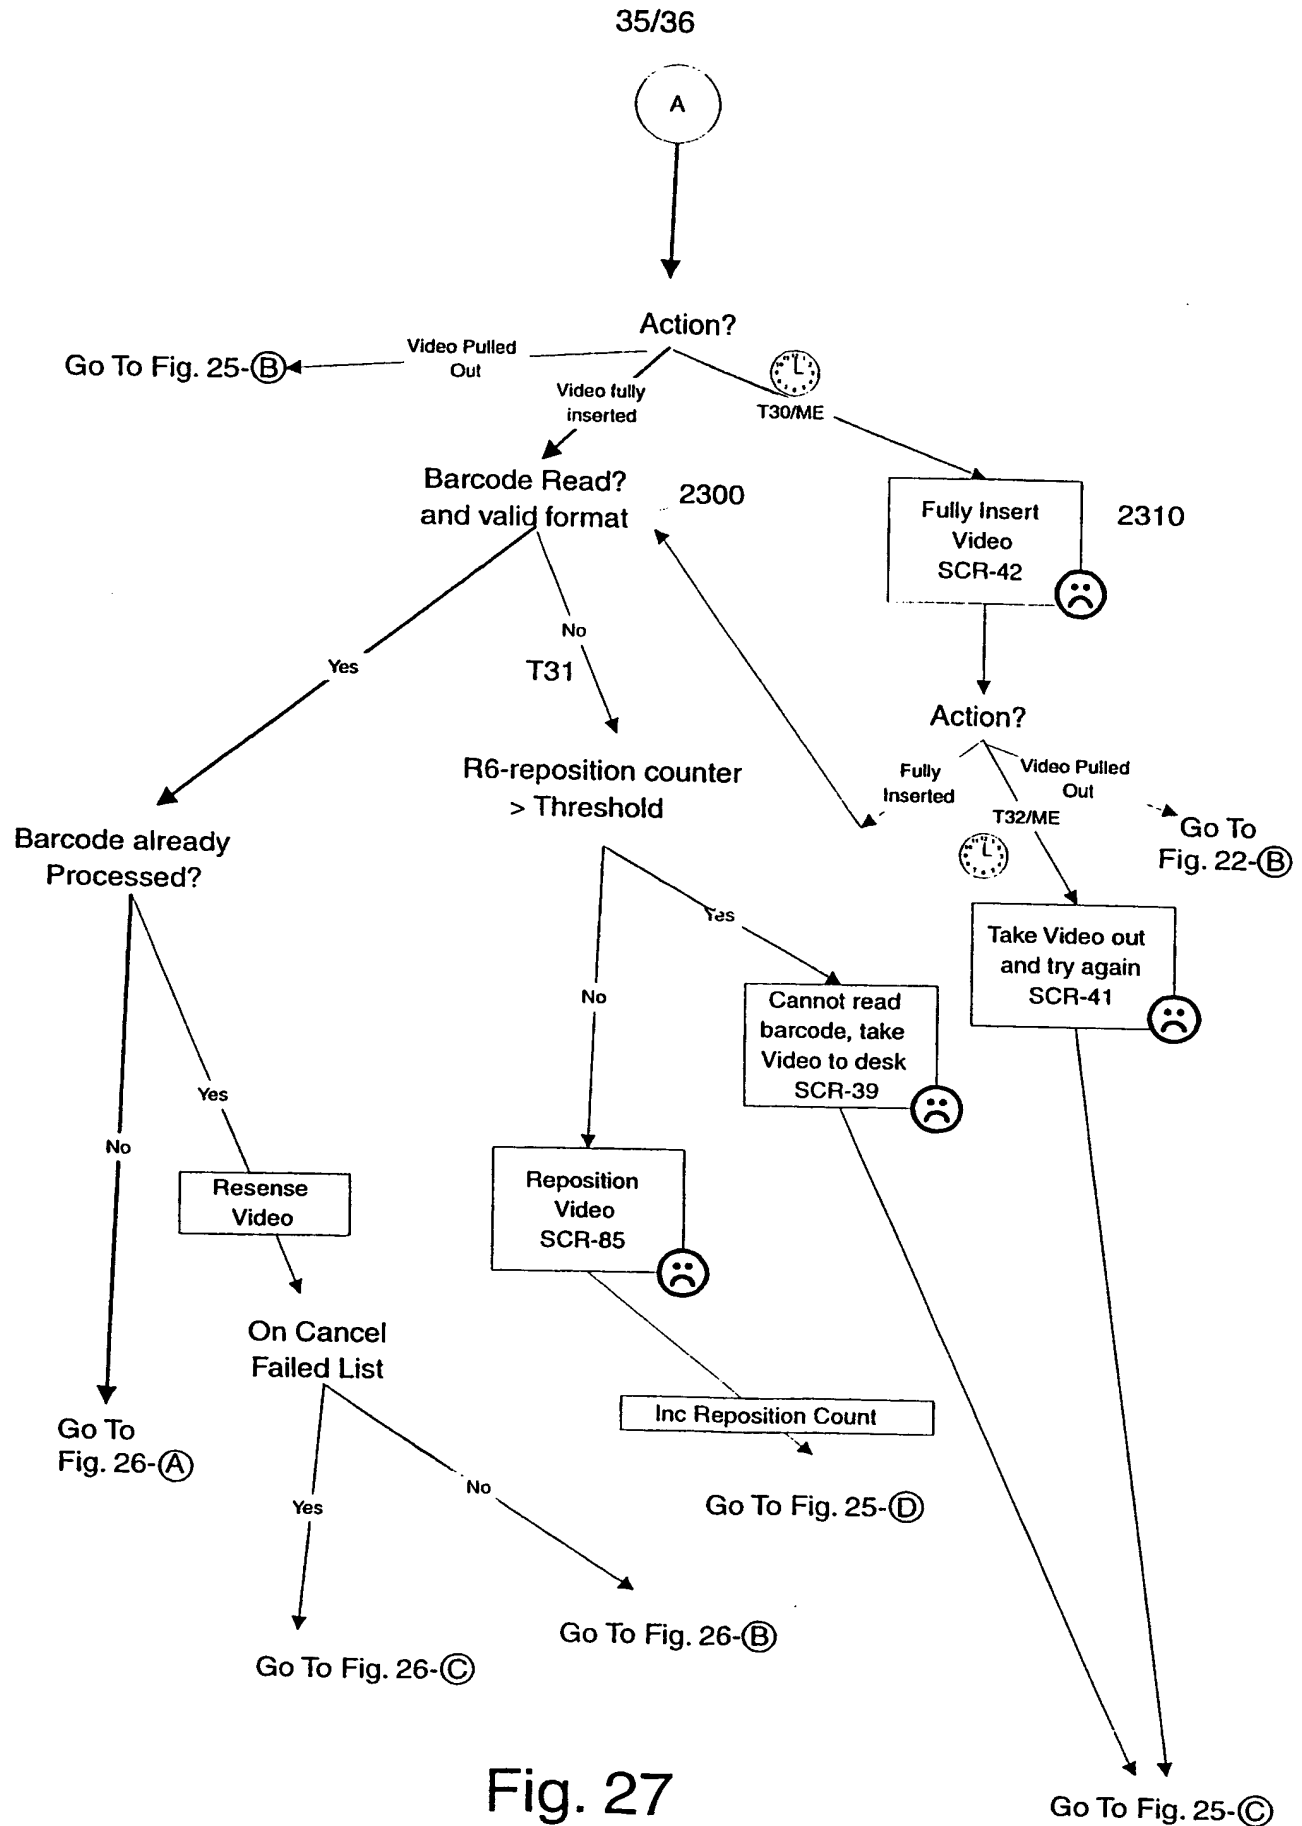 35/36
A
Action?
Video Pulled
Out
Go To Fig. 25-Ⓑ
Video fully
inserted
T30/ME
Barcode Read?
and valid format
2300
Fully Insert
Video
SCR-42
2310
No
T31
Yes
Action?
Fully
Inserted
Video Pulled
Out
T32/ME
Go To
Fig. 22-Ⓑ
R6-reposition counter
> Threshold
Barcode already
Processed?
Yes
Take Video out
and try again
SCR-41
No
Cannot read
barcode, take
Video to desk
SCR-39
Yes
No
Resense
Video
Reposition
Video
SCR-85
On Cancel
Failed List
Inc Reposition Count
Go To
Fig. 26-Ⓐ
No
Yes
Go To Fig. 25-Ⓓ
Go To Fig. 26-Ⓑ
Go To Fig. 26-Ⓒ
Fig. 27
Go To Fig. 25-Ⓒ